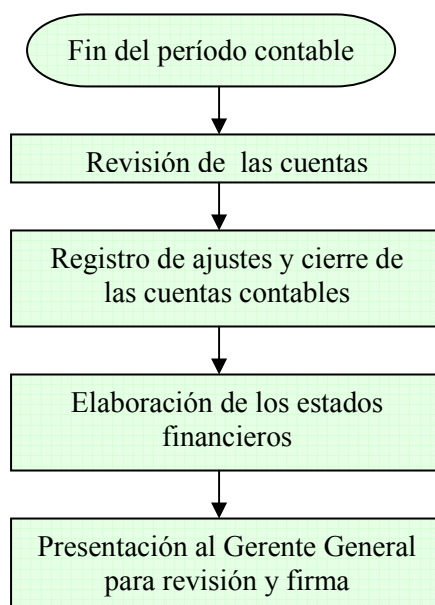 Fin del período contable
Revisión de las cuentas
Registro de ajustes y cierre de
las cuentas contables
Elaboración de los estados
financieros
Presentación al Gerente General
para revisión y firma